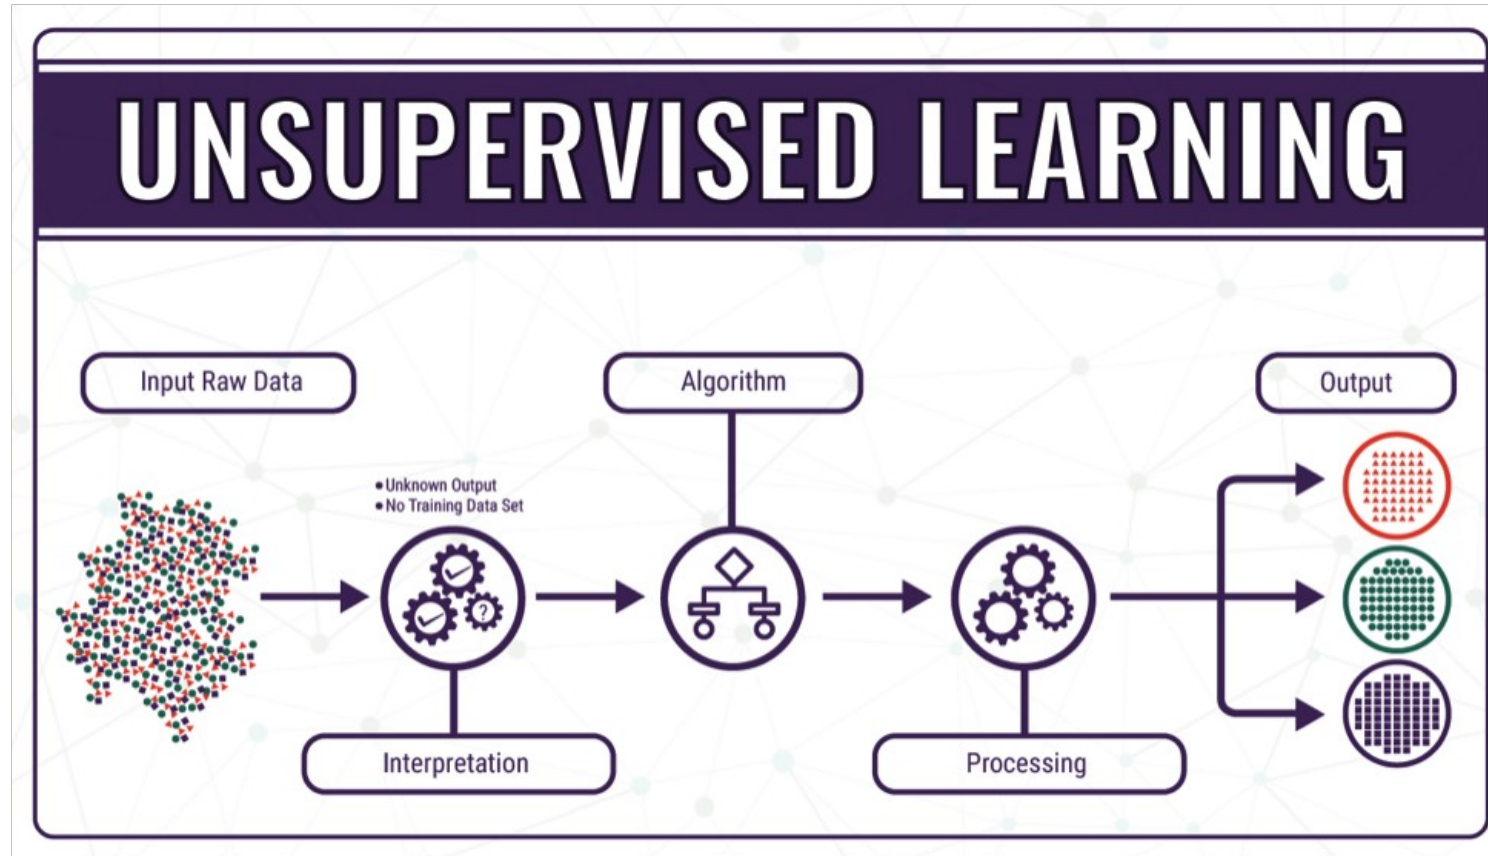 UNSUPERVISED LEARNING
Input Raw Data
Algorithm
Output
• Unknown Output
• No Training Data Set
?
Interpretation
Processing